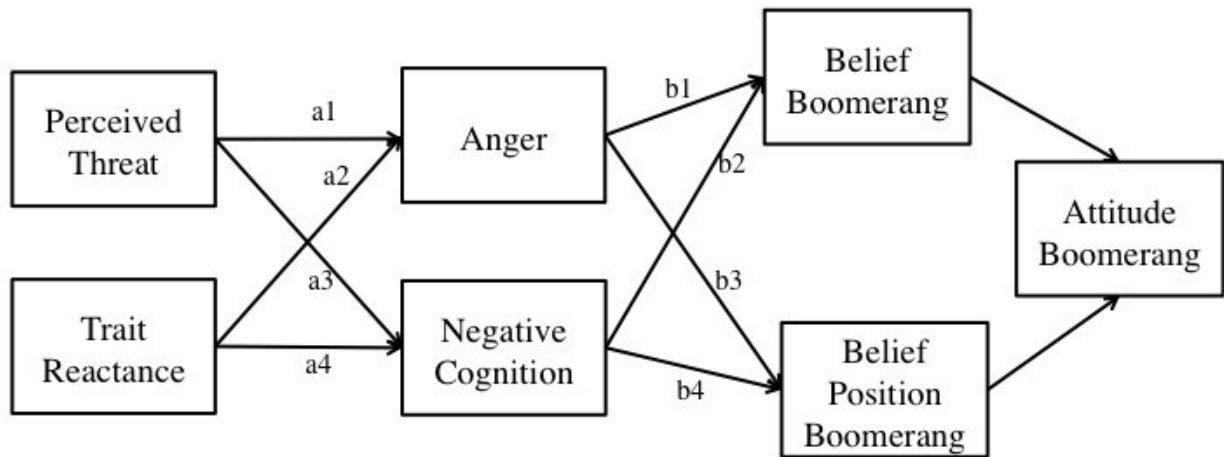 Perceived
Threat
Trait
Reactance
a1
a2
a3
a4
Anger
Negative
Cognition
b1
b2
b3
b4
Belief
Boomerang
Belief
Position
Boomerang
Attitude
Boomerang